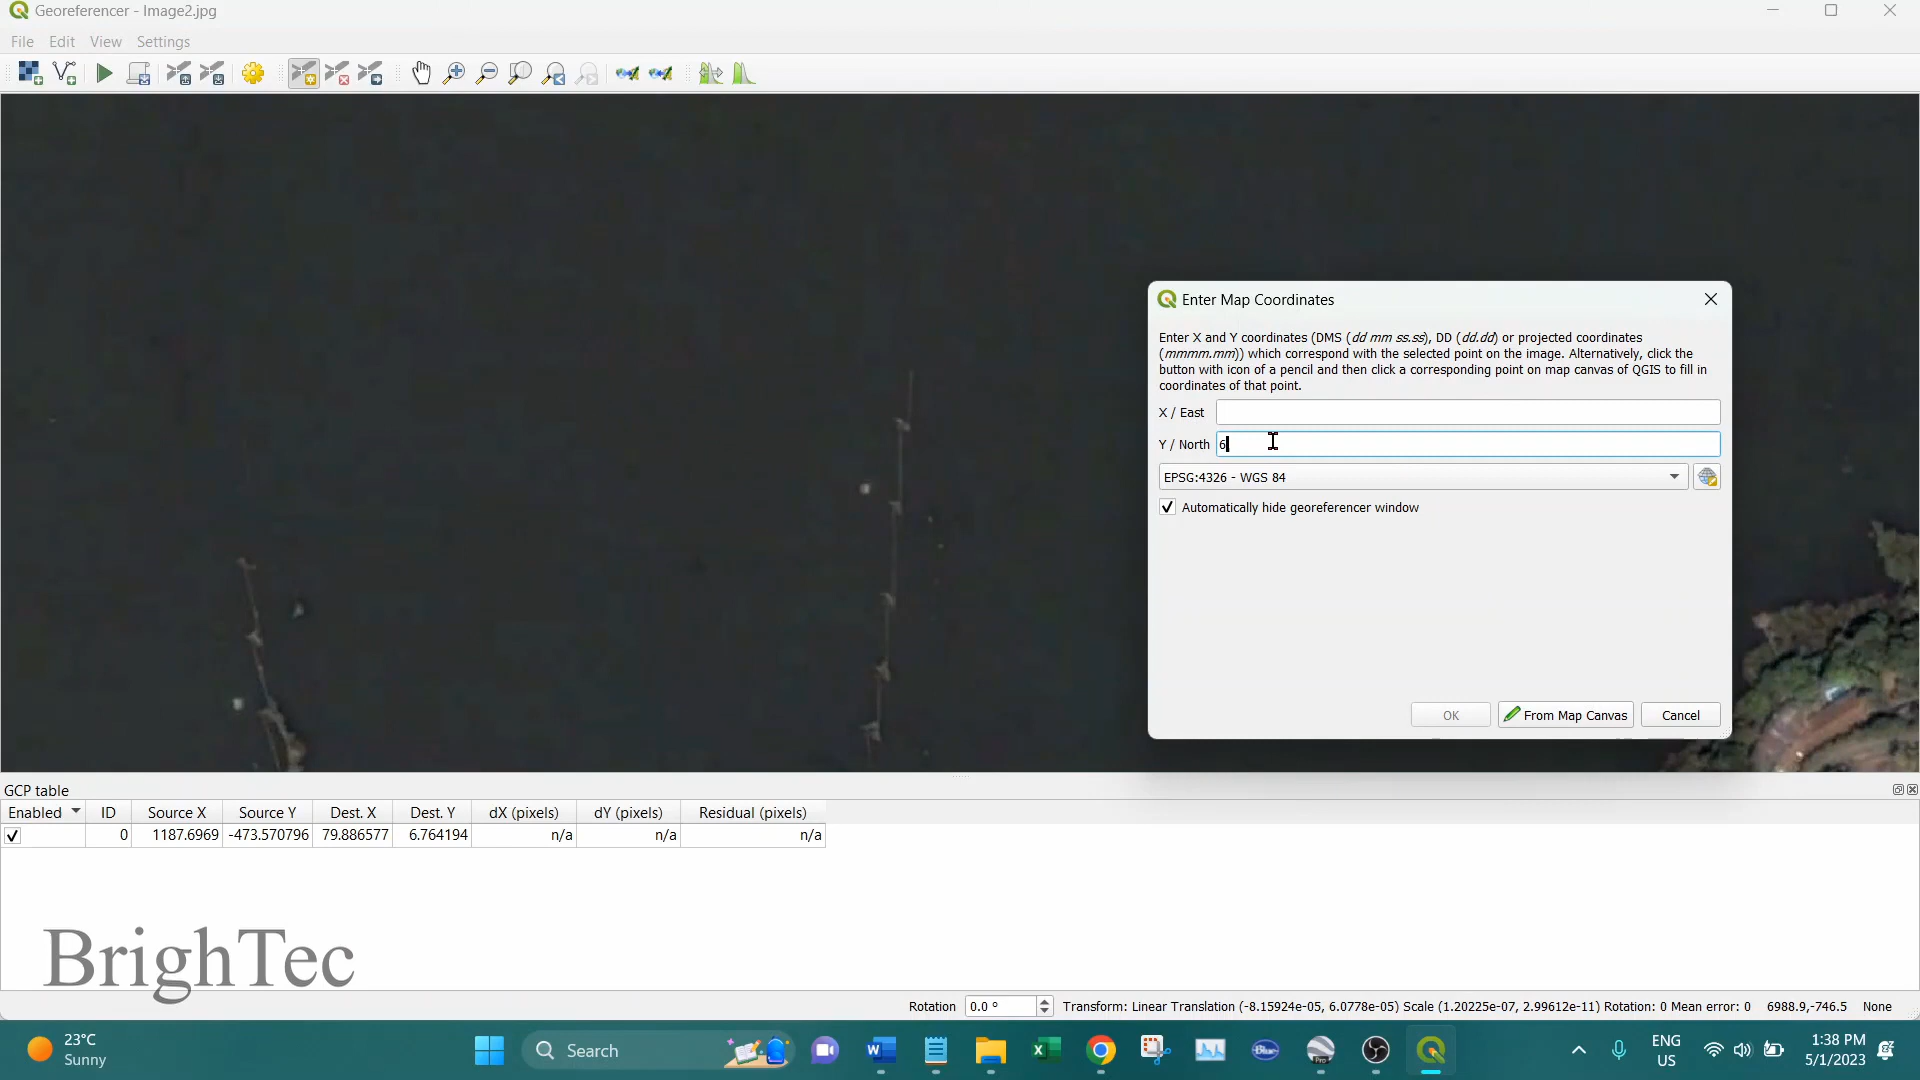 Georeferencer - Image2.jpg
File Edit View Settings
Enter Map Coordinates
Enter X and Y coordinates (DMS (dd mm ss.ss), DD (dd.dd) or projected coordinates
(mmmm.mm)) which correspond with the selected point on the image. Alternatively, click the
button with icon of a pencil and then click a corresponding point on map canvas of QGIS to fill in
coordinates of that point.
X / East
Y / North 6
EPSG:4326 - WGS 84
Automatically hide georeferencer window
OK From Map Canvas Cancel
GCP table
Enabled ID Source X Source Y Dest. X Dest. Y dX (pixels) dY (pixels) Residual (pixels)
0 1187.6969 -473.570796 79.886577 6.764194 n/a n/a n/a
BrighTec
Rotation 0.0 ° Transform: Linear Translation (-8.15924e-05, 6.0778e-05) Scale (1.20225e-07, 2.99612e-11) Rotation: 0 Mean error: 0 6988.9,-746.5 None
23°C
Sunny
Search
Blue
Pro
ENG
US
1:38 PM
5/1/2023